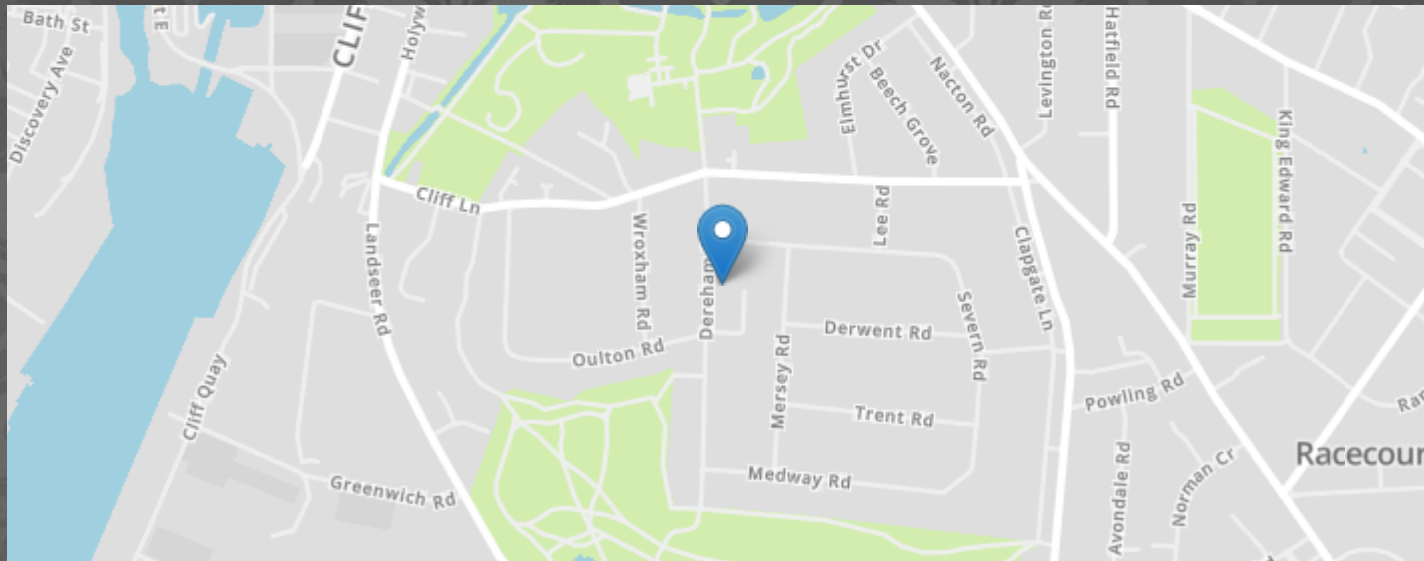 Bath St
t E
CLIF
Holyw
Discovery Ave
Elmhurst Dr
Beech Grove
Nacton Rd
Levington R
Hatfield Rd
King Edward Rd
Cliff Ln
Landseer Rd
Wroxham Rd
Dereham
Lee Rd
Clapgate Ln
Murray Rd
Oulton Rd
Derwent Rd
Severn Rd
Mersey Rd
Cliff Quay
Trent Rd
Powling Rd
Ra
Greenwich Rd
Medway Rd
Avondale Rd
Norman Cr
Racecour